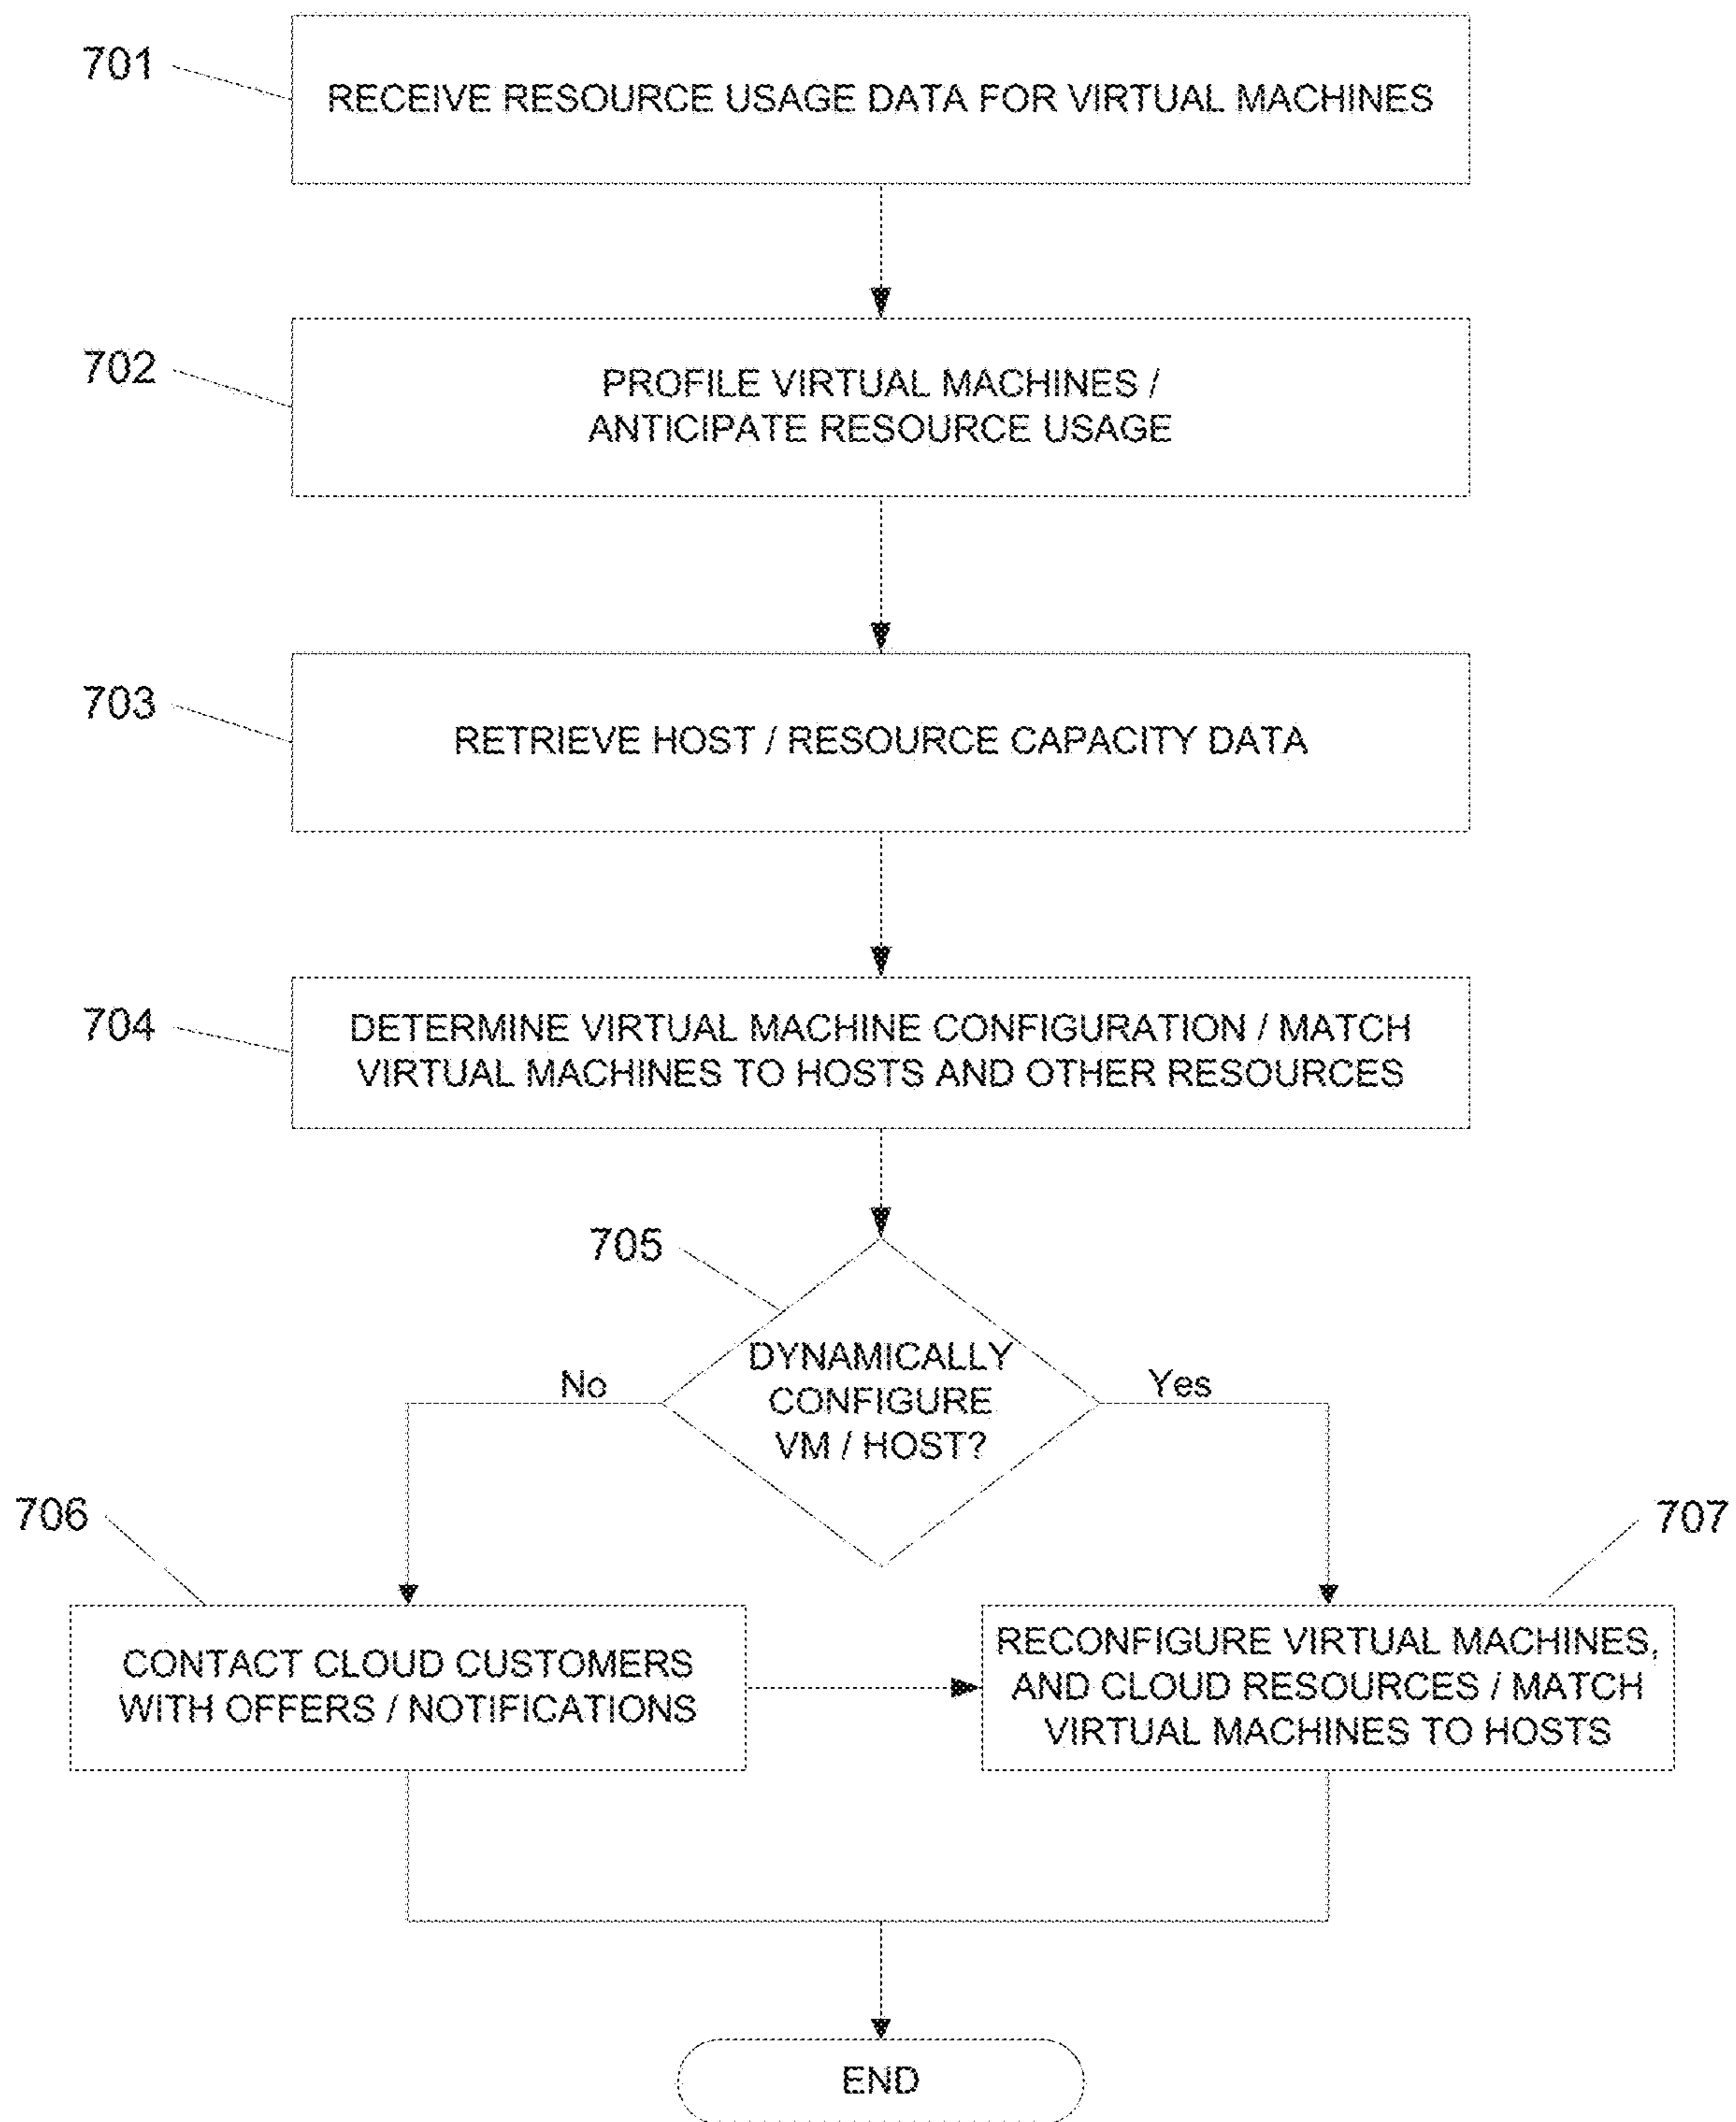 701
RECEIVE RESOURCE USAGE DATA FOR VIRTUAL MACHINES
702
PROFILE VIRTUAL MACHINES /
ANTICIPATE RESOURCE USAGE
703
RETRIEVE HOST / RESOURCE CAPACITY DATA
704
DETERMINE VIRTUAL MACHINE CONFIGURATION / MATCH
VIRTUAL MACHINES TO HOSTS AND OTHER RESOURCES
705
DYNAMICALLY
CONFIGURE
VM / HOST?
No
Yes
706
CONTACT CLOUD CUSTOMERS
WITH OFFERS / NOTIFICATIONS
707
RECONFIGURE VIRTUAL MACHINES,
AND CLOUD RESOURCES / MATCH
VIRTUAL MACHINES TO HOSTS
END